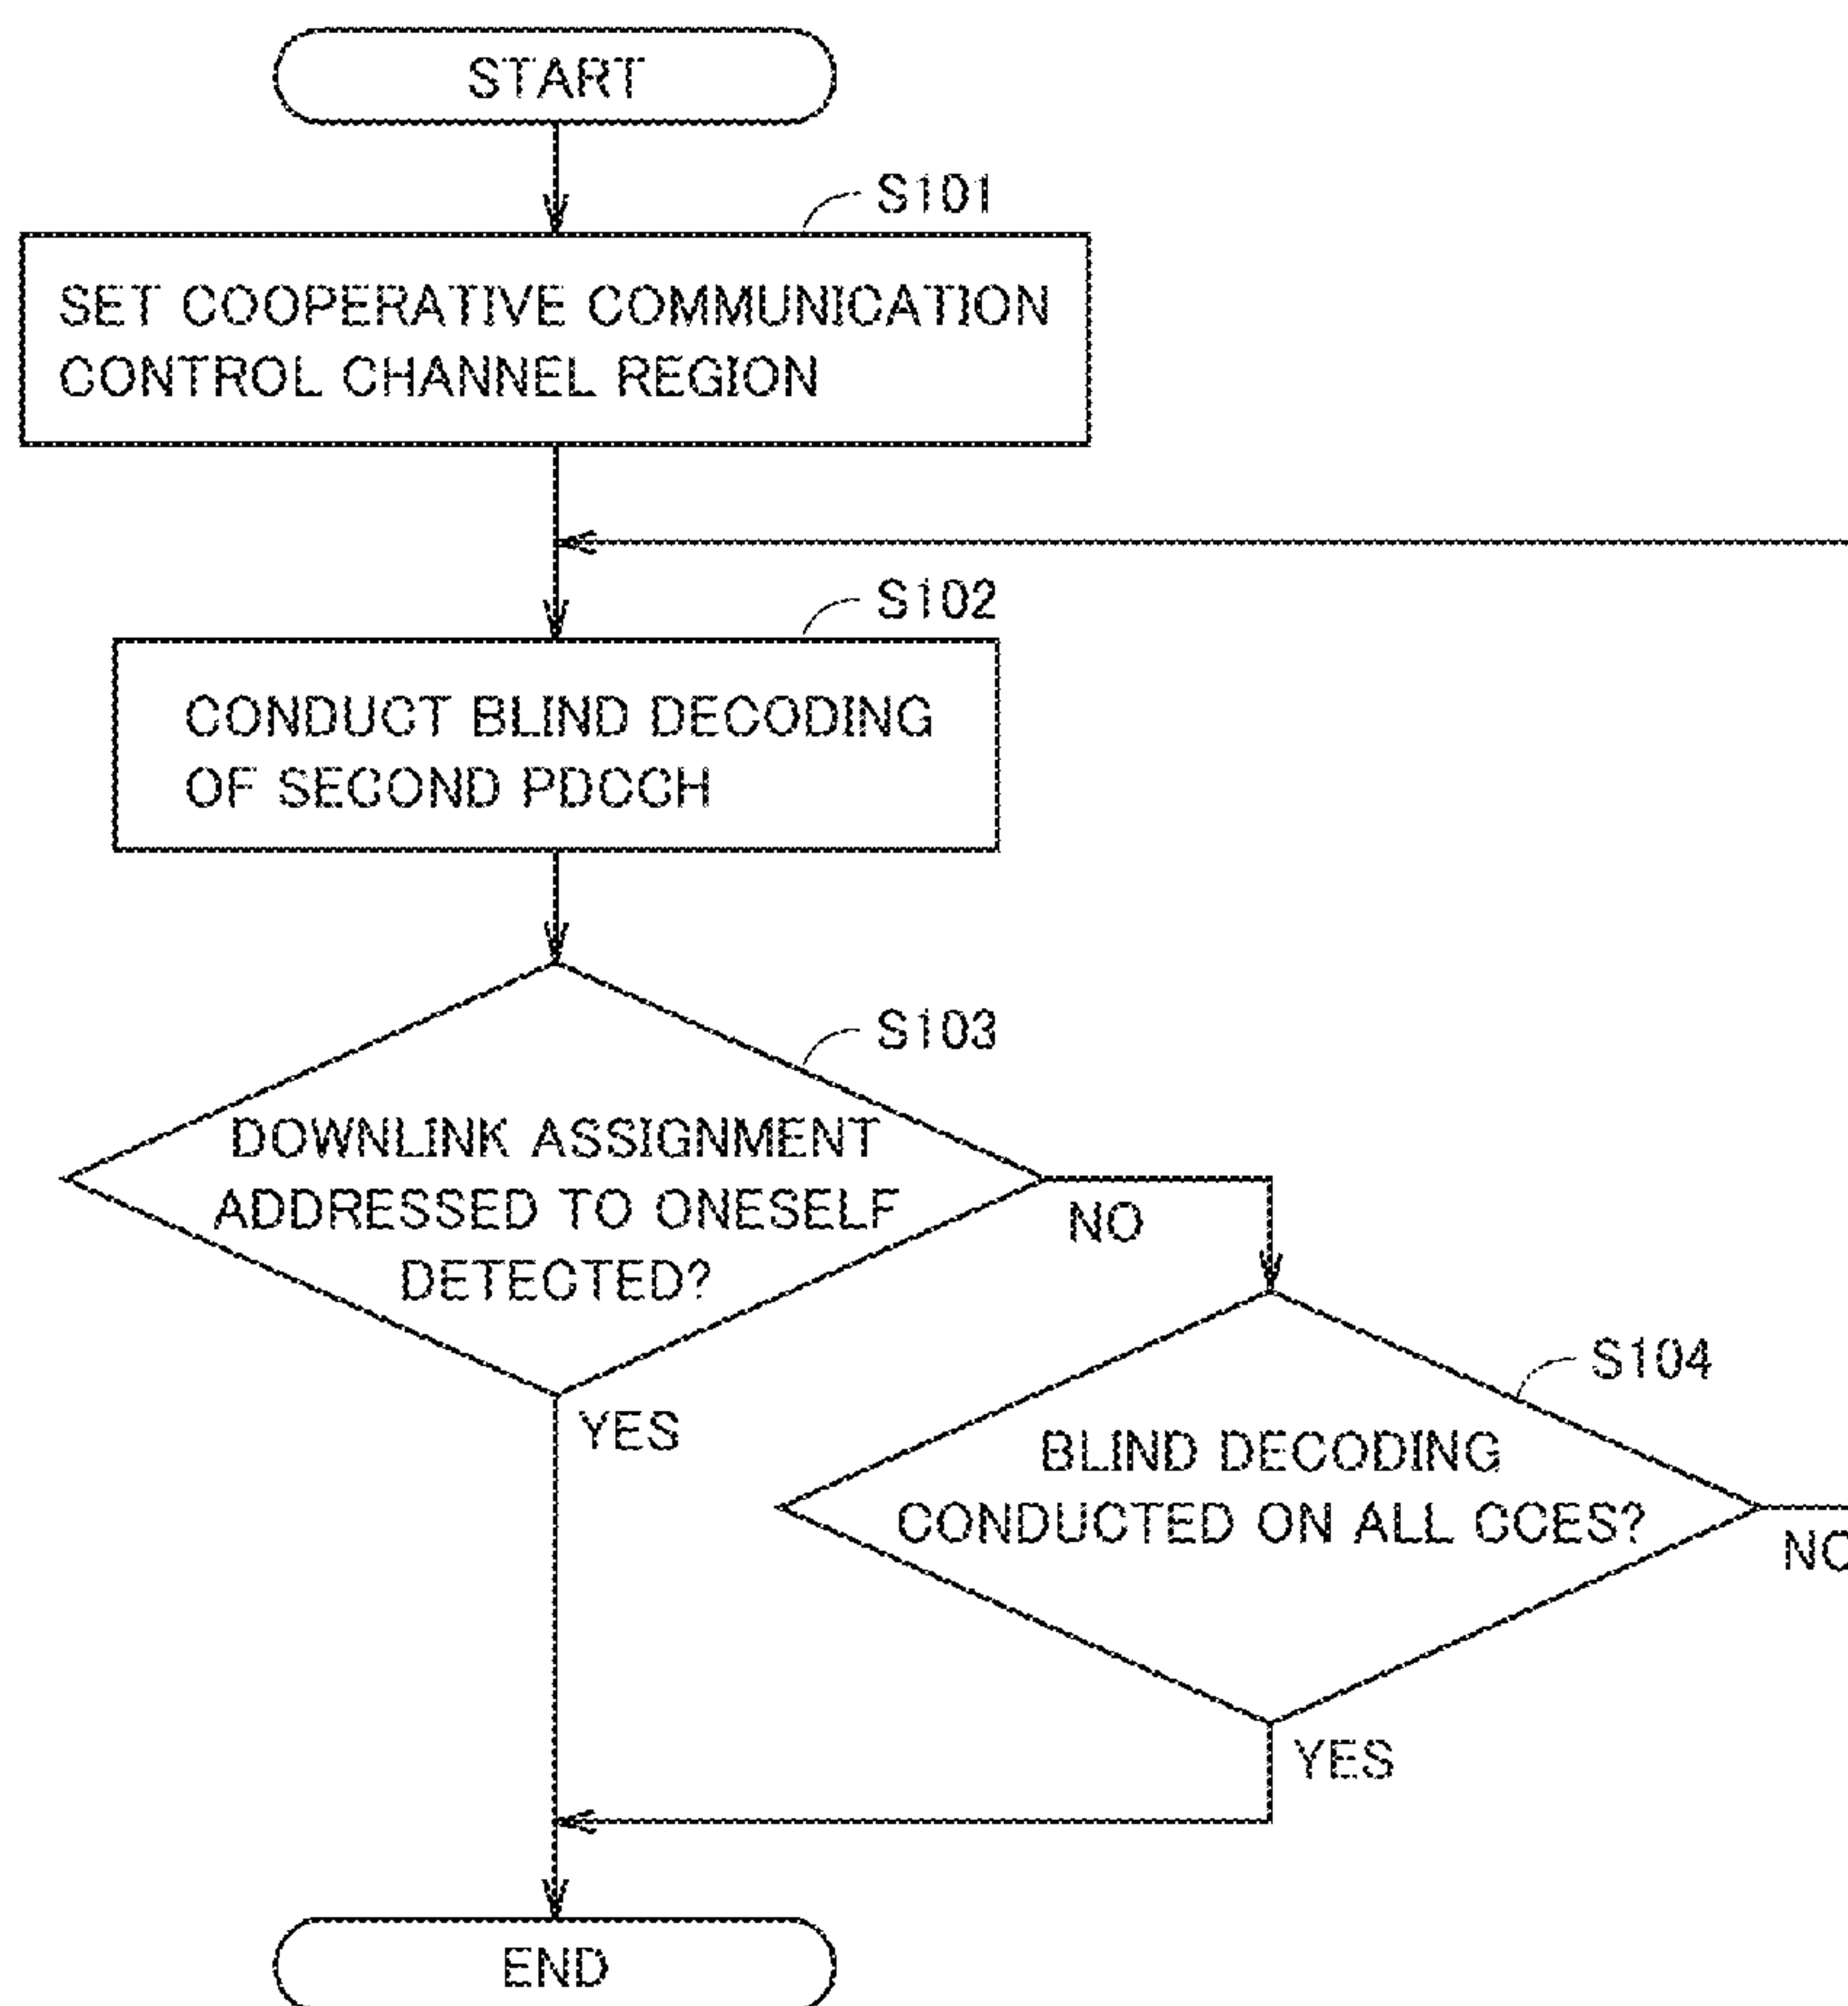 START
S101
SET COOPERATIVE COMMUNICATION
CONTROL CHANNEL REGION
S102
CONDUCT BLIND DECODING
OF SECOND PDCCH
S103
DOWNLINK ASSIGNMENT
ADDRESSED TO ONESELF
DETECTED?
NO
YES
S104
BLIND DECODING
CONDUCTED ON ALL CCES?
NO
YES
END